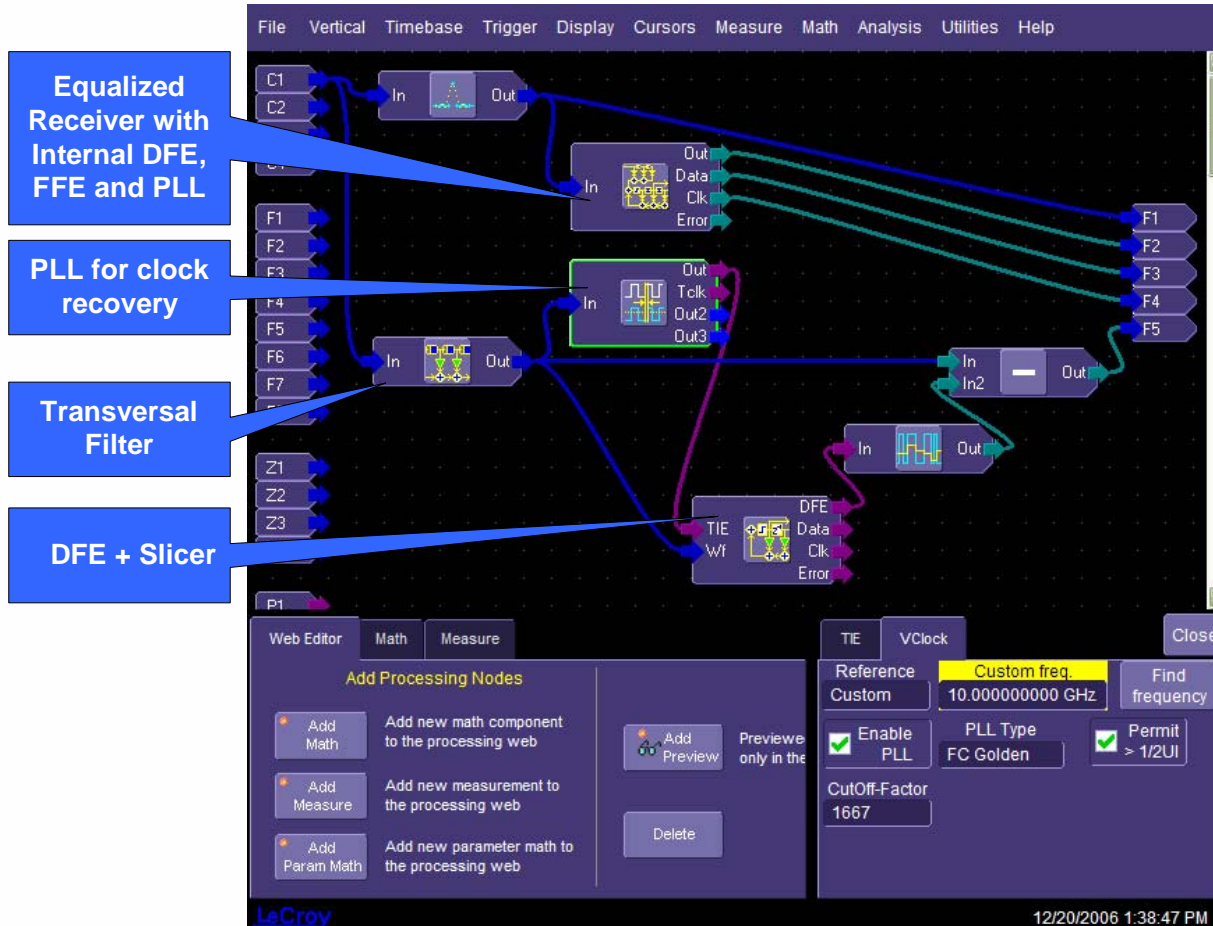 File Vertical Timebase Trigger Display Cursors Measure Math Analysis Utilities Help
Equalized
Receiver with
Internal DFE,
FFE and PLL
PLL for clock
recovery
Transversal
Filter
DFE + Slicer
C1
C2
F1
F2
F3
F4
F5
F6
F7
Z1
Z2
Z3
P1
In Out
In
Out
Data
Clk
Error
In
Out
Tclk
Out2
Out3
In Out
In
In2
Out
In Out
TIE
Wf
DFE
Data
Clk
Error
F1
F2
F3
F4
F5
Web Editor Math Measure
Add Processing Nodes
Add
Math
Add new math component
to the processing web
Add
Measure
Add new measurement to
the processing web
Add
Param Math
Add new parameter math to
the processing web
Add
Preview
Previewe
only in the
Delete
TIE VClock
Close
Reference
Custom
Custom freq.
10.000000000 GHz
Find
frequency
Enable
PLL
PLL Type
FC Golden
Permit
> 1/2UI
CutOff-Factor
1667
LeCroy
12/20/2006 1:38:47 PM